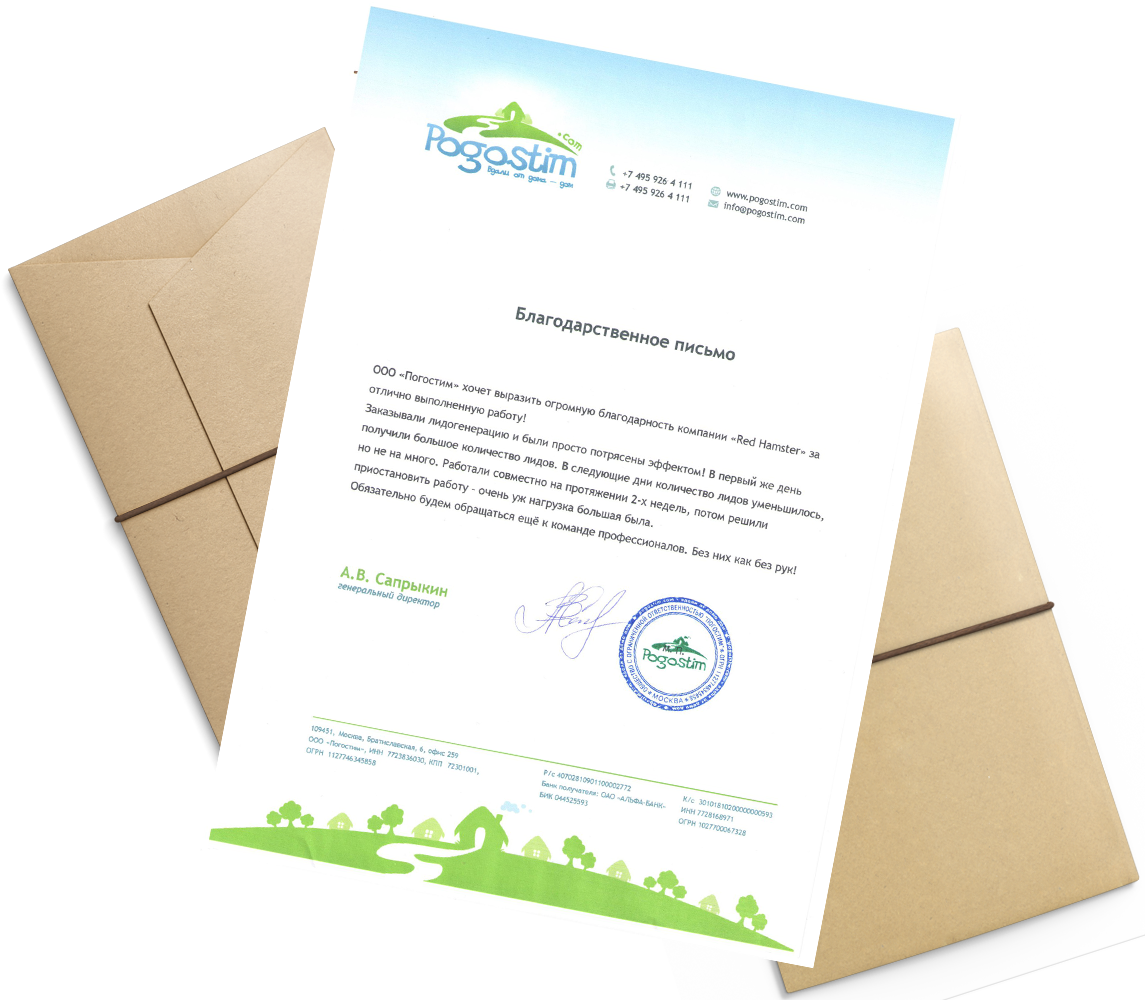 Pogostim.com
вдали от дома — дом
+7 495 926 4 111
+7 495 926 4 111
www.pogostim.com
info@pogostim.com
Благодарственное письмо
ООО «Погостим» хочет выразить огромную благодарность компании «Red Hamster» за
отлично выполненную работу!
Заказывали лидогенерацию и были просто потрясены эффектом! В первый же день
получили большое количество лидов. В следующие дни количество лидов уменьшилось,
но не на много. Работали совместно на протяжении 2-х недель, потом решили
приостановить работу - очень уж нагрузка большая была.
Обязательно будем обращаться ещё к команде профессионалов. Без них как без рук!
А.В. Сапрыкин
генеральный директор
ОБЩЕСТВО С ОГРАНИЧЕННОЙ ОТВЕТСТВЕННОСТЬЮ "ПОГОСТИМ"
МОСКВА
М.П.
Pogostim
109451, Москва, Братиславская, 6, офис 259
ООО «Погостим», ИНН 7723836030, КПП 72301001,
ОГРН 1127746345858
Р/с 40702810901100002772
Банк получателя: ОАО «АЛЬФА-БАНК»
БИК 044525593
К/с 30101810200000000593
ИНН 7728168971
ОГРН 1027700067328